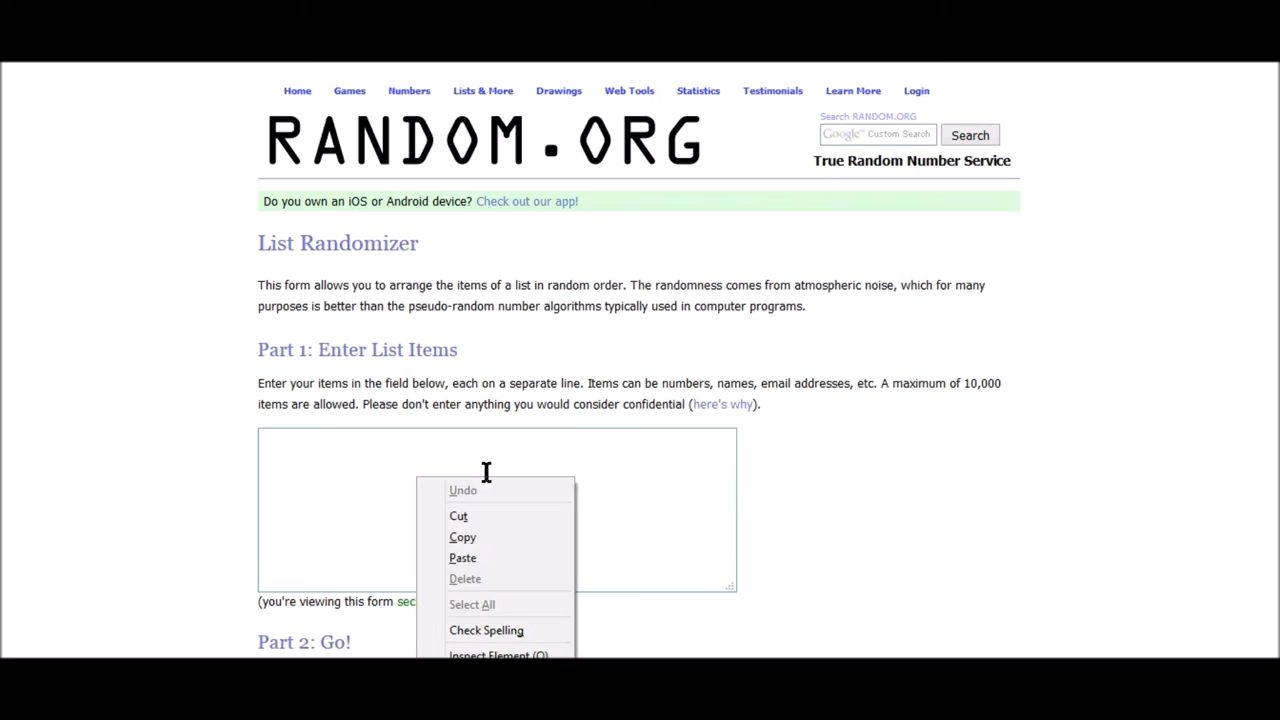 Home Games Numbers Lists & More Drawings Web Tools Statistics Testimonials Learn More Login
RANDOM.ORG
Search RANDOM.ORG
Google™ Custom Search Search
True Random Number Service
Do you own an iOS or Android device? Check out our app!
List Randomizer
This form allows you to arrange the items of a list in random order. The randomness comes from atmospheric noise, which for many
purposes is better than the pseudo-random number algorithms typically used in computer programs.
Part 1: Enter List Items
Enter your items in the field below, each on a separate line. Items can be numbers, names, email addresses, etc. A maximum of 10,000
items are allowed. Please don't enter anything you would consider confidential (here's why).
Undo
Cut
Copy
Paste
Delete
Select All
Check Spelling
Inspect Element (Q)
(you're viewing this form sec
Part 2: Go!